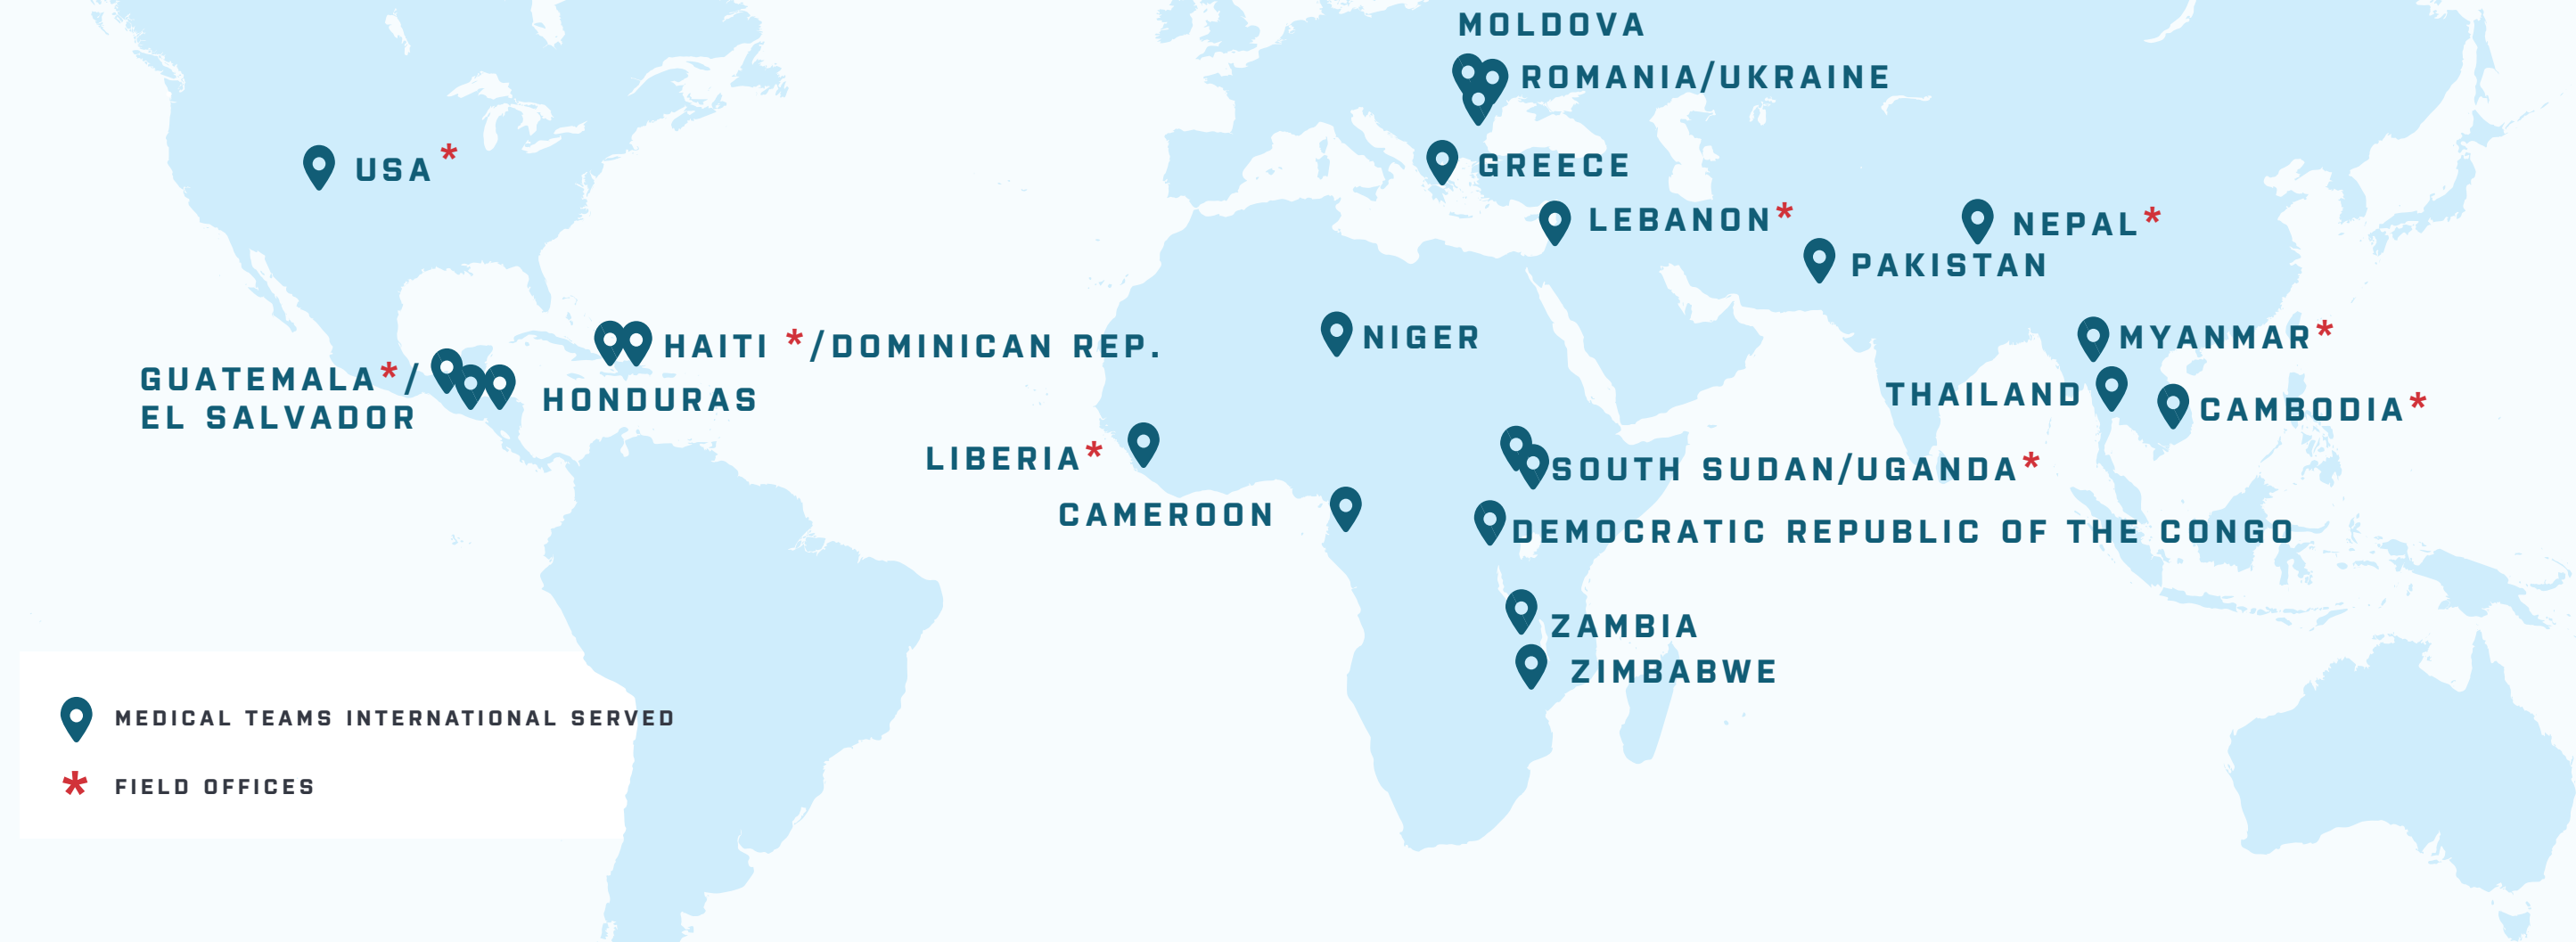 MOLDOVA
ROMANIA/UKRAINE
USA*
GREECE
LEBANON*
NEPAL*
PAKISTAN
HAITI */DOMINICAN REP.
NIGER
MYANMAR*
GUATEMALA*/
EL SALVADOR
HONDURAS
THAILAND
CAMBODIA*
LIBERIA*
SOUTH SUDAN/UGANDA*
CAMEROON
DEMOCRATIC REPUBLIC OF THE CONGO
ZAMBIA
ZIMBABWE
MEDICAL TEAMS INTERNATIONAL SERVED
* FIELD OFFICES